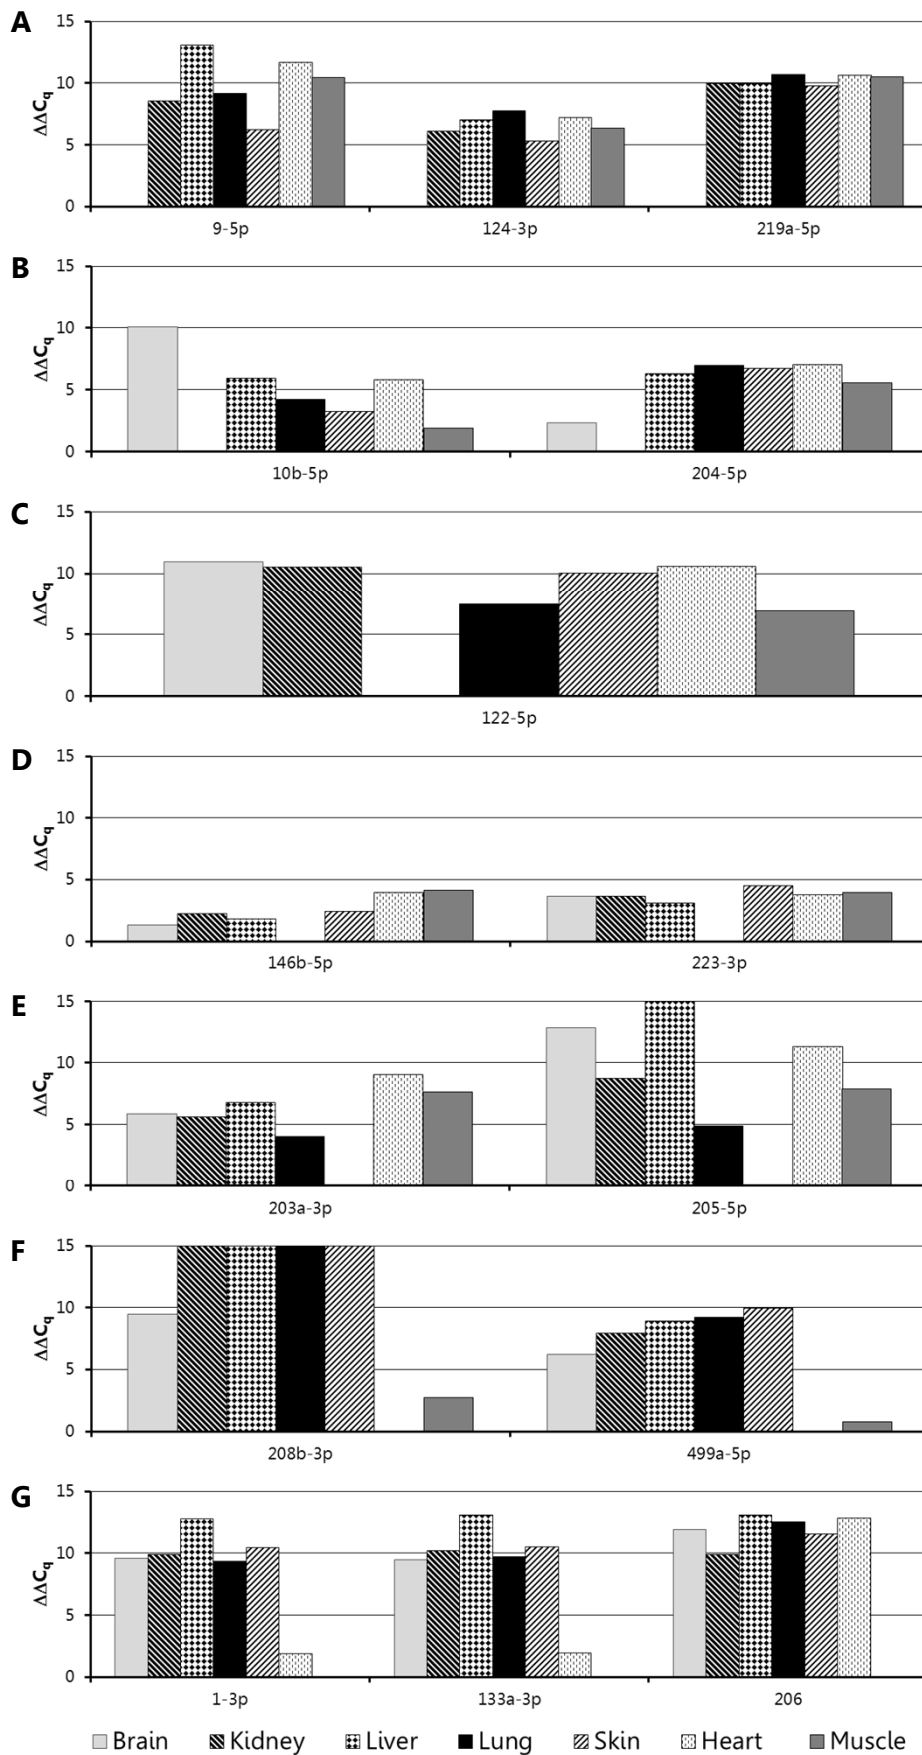 A
15
10
5
0
ΔΔCq
9-5p 124-3p 219a-5p
B
15
10
5
0
ΔΔCq
10b-5p 204-5p
C
15
10
5
0
ΔΔCq
122-5p
D
15
10
5
0
ΔΔCq
146b-5p 223-3p
E
15
10
5
0
ΔΔCq
203a-3p 205-5p
F
15
10
5
0
ΔΔCq
208b-3p 499a-5p
G
15
10
5
0
ΔΔCq
1-3p 133a-3p 206
Brain Kidney Liver Lung Skin Heart Muscle